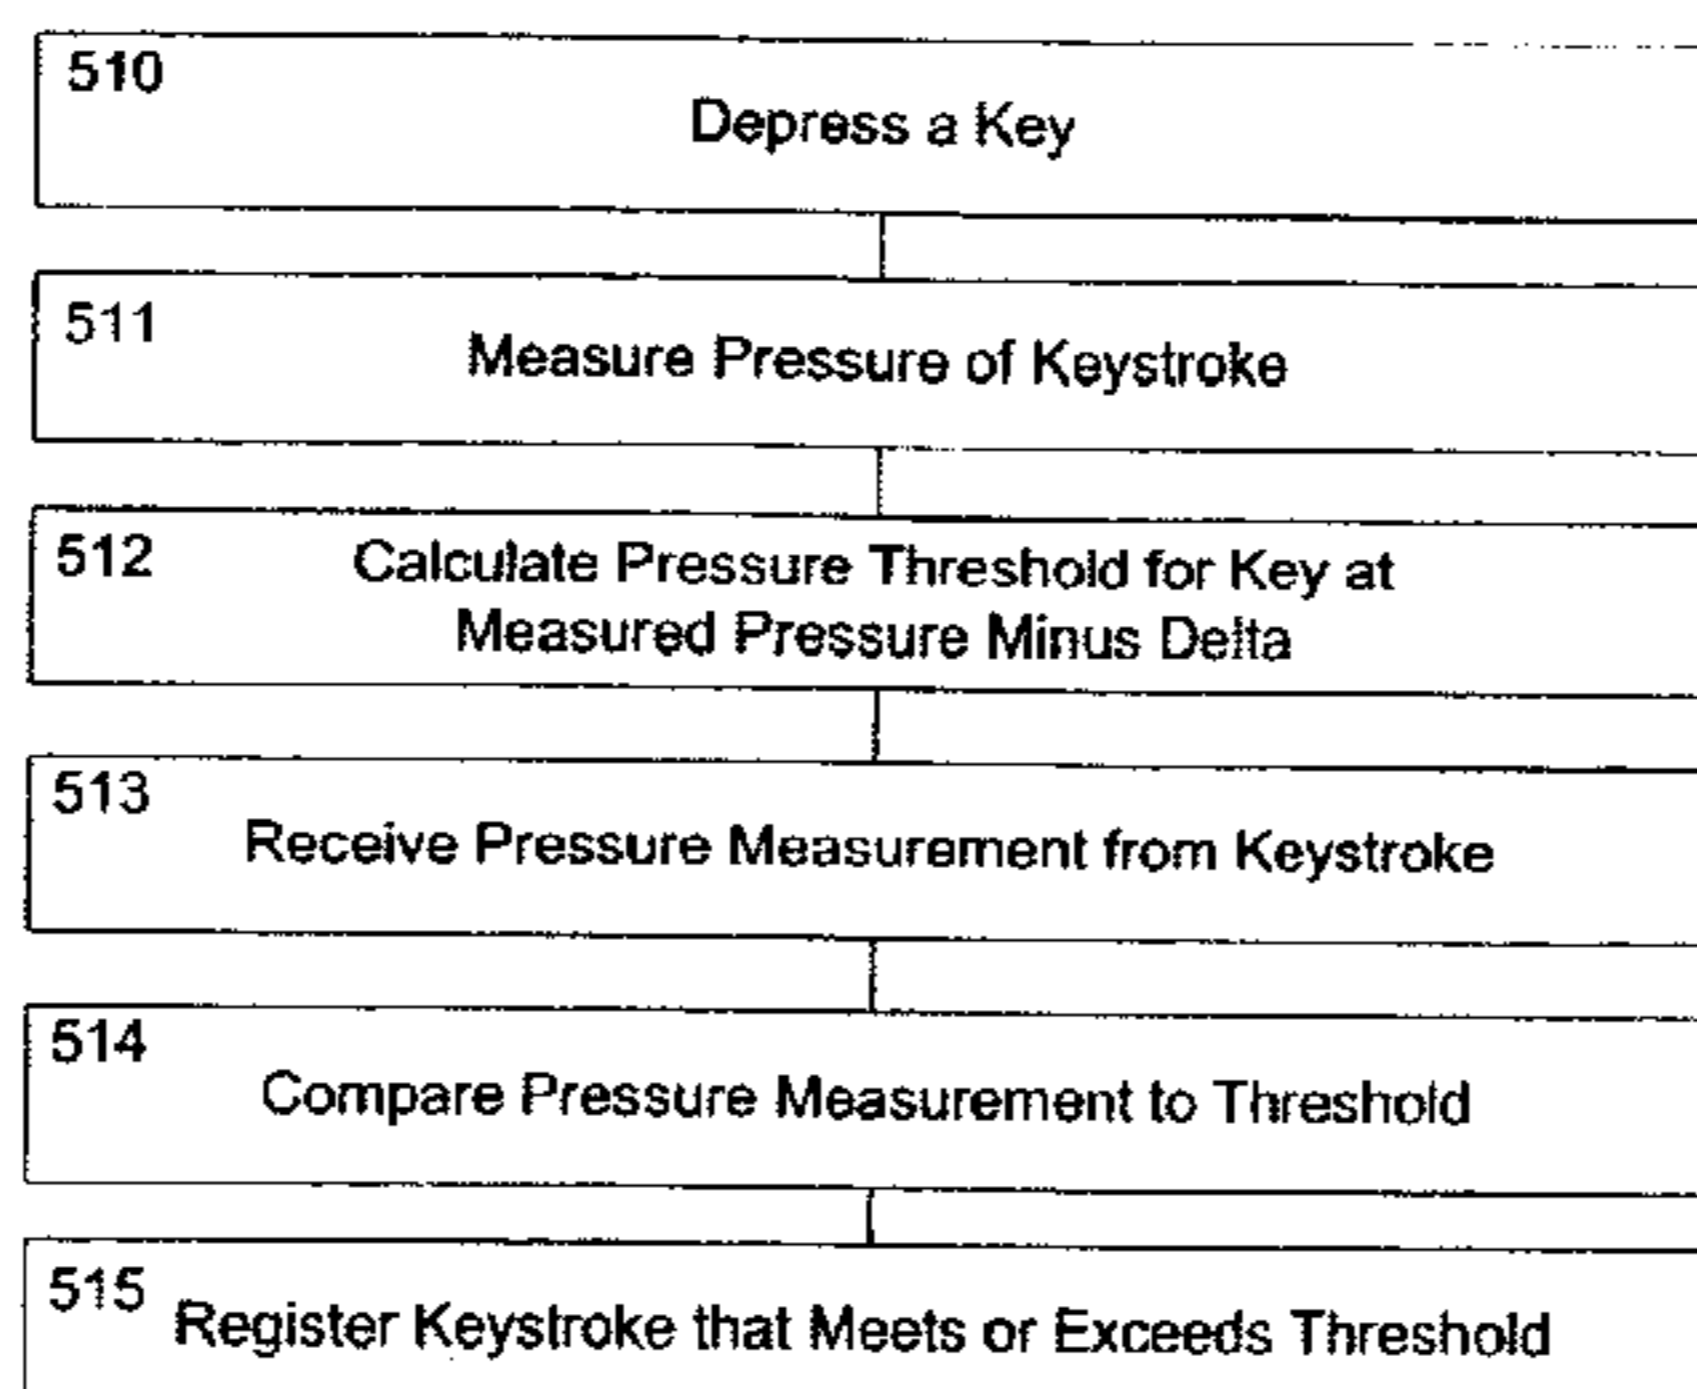 510
Depress a Key
511
Measure Pressure of Keystroke
512
Calculate Pressure Threshold for Key at
Measured Pressure Minus Delta
513
Receive Pressure Measurement from Keystroke
514
Compare Pressure Measurement to Threshold
515
Register Keystroke that Meets or Exceeds Threshold